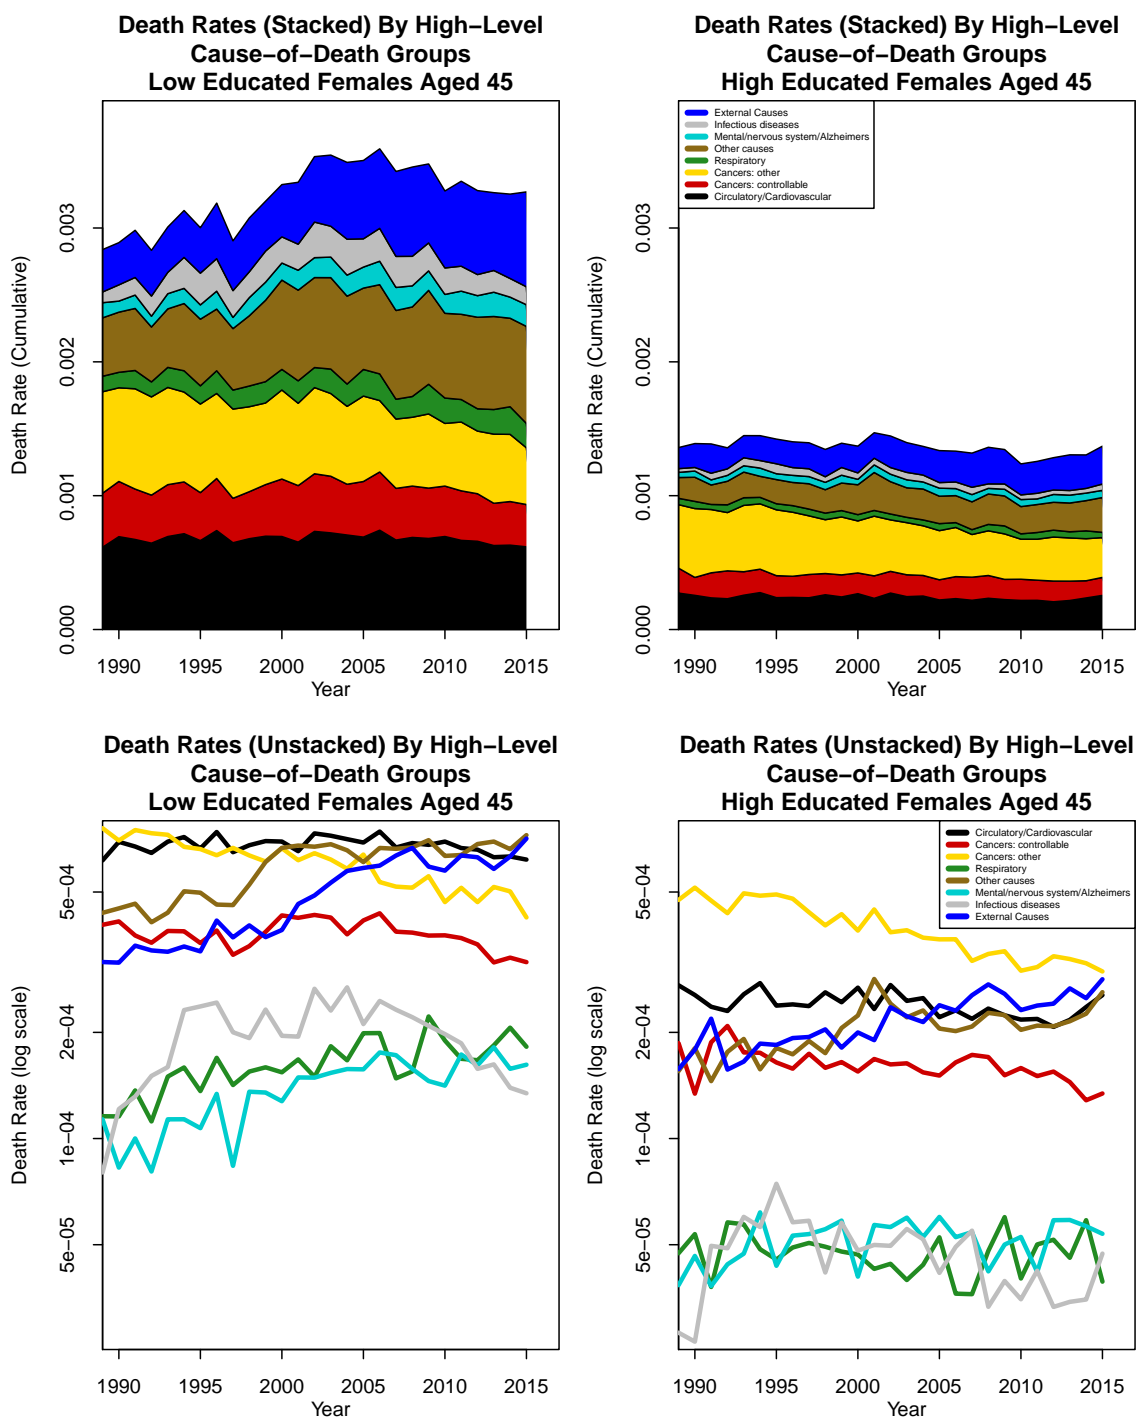 Death Rates (Stacked) By High−Level
Cause−of−Death Groups
Low Educated Females Aged 45
Death Rate (Cumulative)
0.000
0.001
0.002
0.003
1990
1995
2000
2005
2010
2015
Year
Death Rates (Stacked) By High−Level
Cause−of−Death Groups
High Educated Females Aged 45
External Causes
Infectious diseases
Mental/nervous system/Alzheimers
Other causes
Respiratory
Cancers: other
Cancers: controllable
Circulatory/Cardiovascular
Death Rate (Cumulative)
0.000
0.001
0.002
0.003
1990
1995
2000
2005
2010
2015
Year
Death Rates (Unstacked) By High−Level
Cause−of−Death Groups
Low Educated Females Aged 45
Death Rate (log scale)
5e−05
1e−04
2e−04
5e−04
1990
1995
2000
2005
2010
2015
Year
Death Rates (Unstacked) By High−Level
Cause−of−Death Groups
High Educated Females Aged 45
Circulatory/Cardiovascular
Cancers: controllable
Cancers: other
Respiratory
Other causes
Mental/nervous system/Alzheimers
Infectious diseases
External Causes
Death Rate (log scale)
5e−05
1e−04
2e−04
5e−04
1990
1995
2000
2005
2010
2015
Year